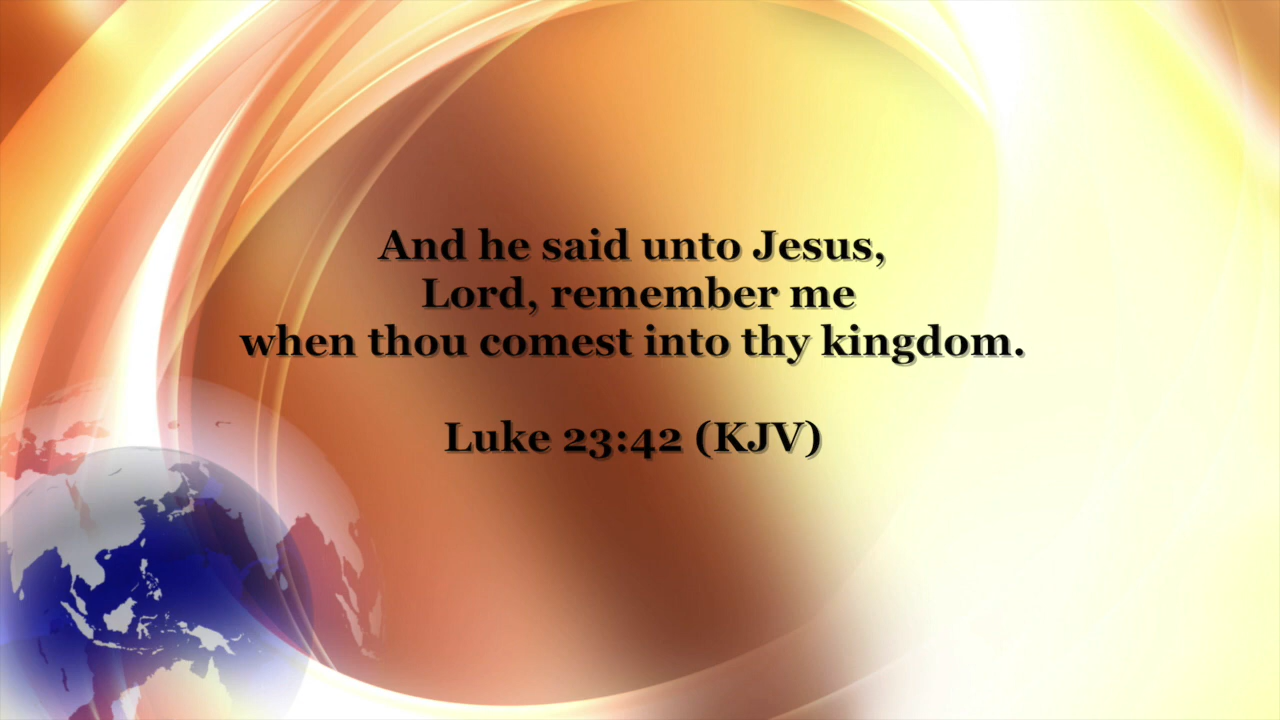 And he said unto Jesus,
Lord, remember me
when thou comest into thy kingdom.
Luke 23:42 (KJV)